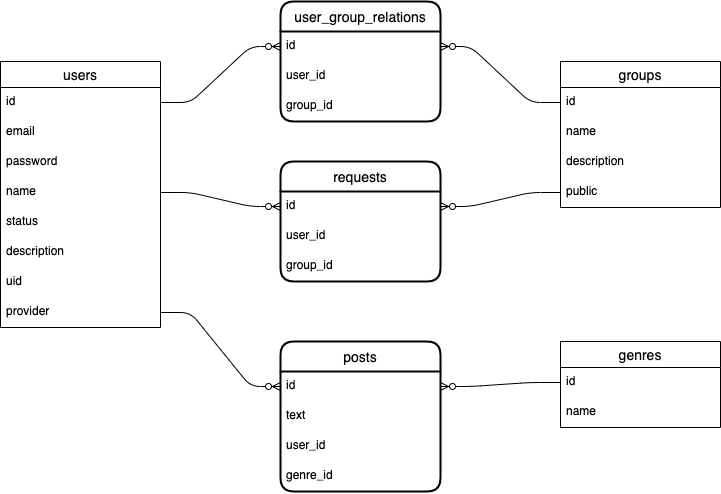 user_group_relations
id
user_id
group_id
users
id
email
password
name
status
description
uid
provider
groups
id
name
description
public
requests
id
user_id
group_id
posts
id
text
user_id
genre_id
genres
id
name